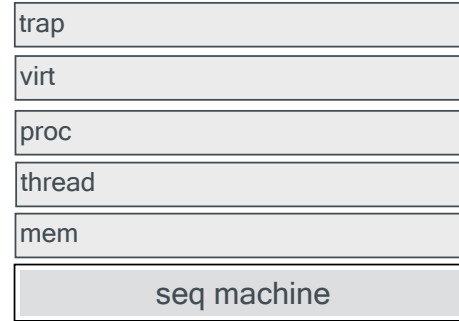 trap
virt
proc
thread
mem
seq machine